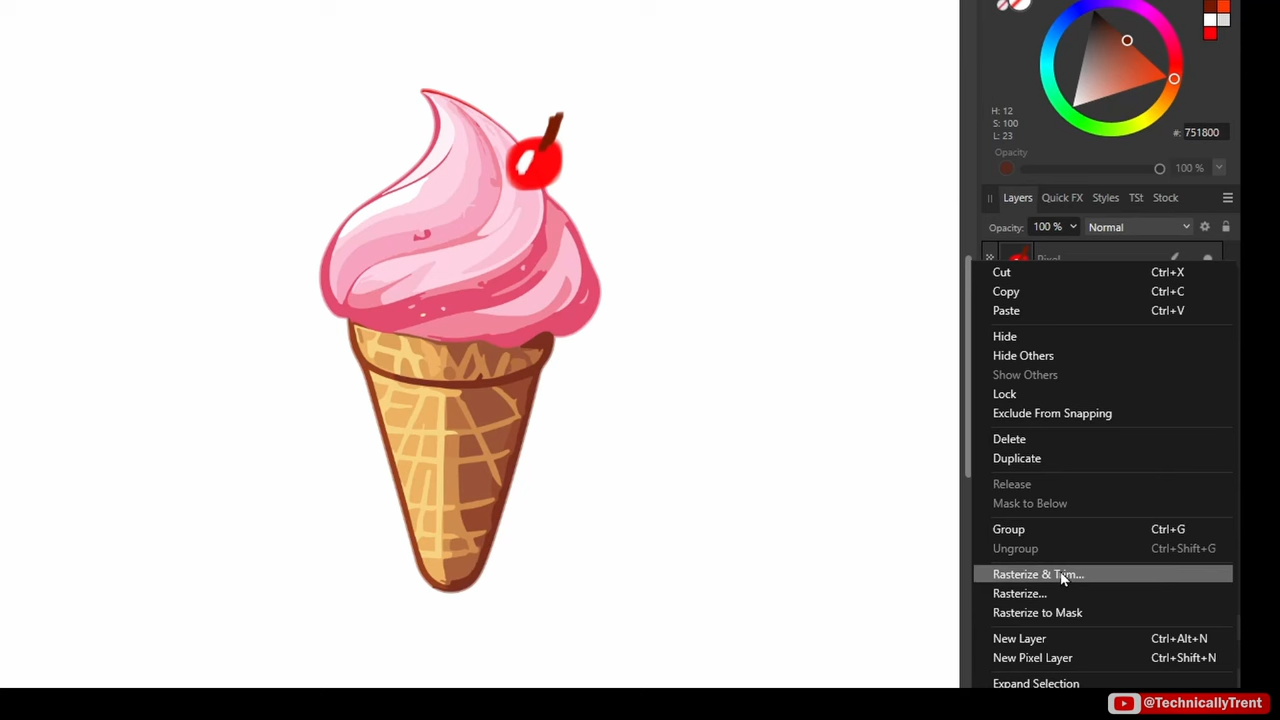 H: 12
S: 100
L: 23
#: 751800
Opacity
100 %
Layers Quick FX Styles TSt Stock
Opacity: 100 % Normal
Pixel
Cut Ctrl+X
Copy Ctrl+C
Paste Ctrl+V
Hide
Hide Others
Show Others
Lock
Exclude From Snapping
Delete
Duplicate
Release
Mask to Below
Group Ctrl+G
Ungroup Ctrl+Shift+G
Rasterize & Trim...
Rasterize...
Rasterize to Mask
New Layer Ctrl+Alt+N
New Pixel Layer Ctrl+Shift+N
Expand Selection
@TechnicallyTrent